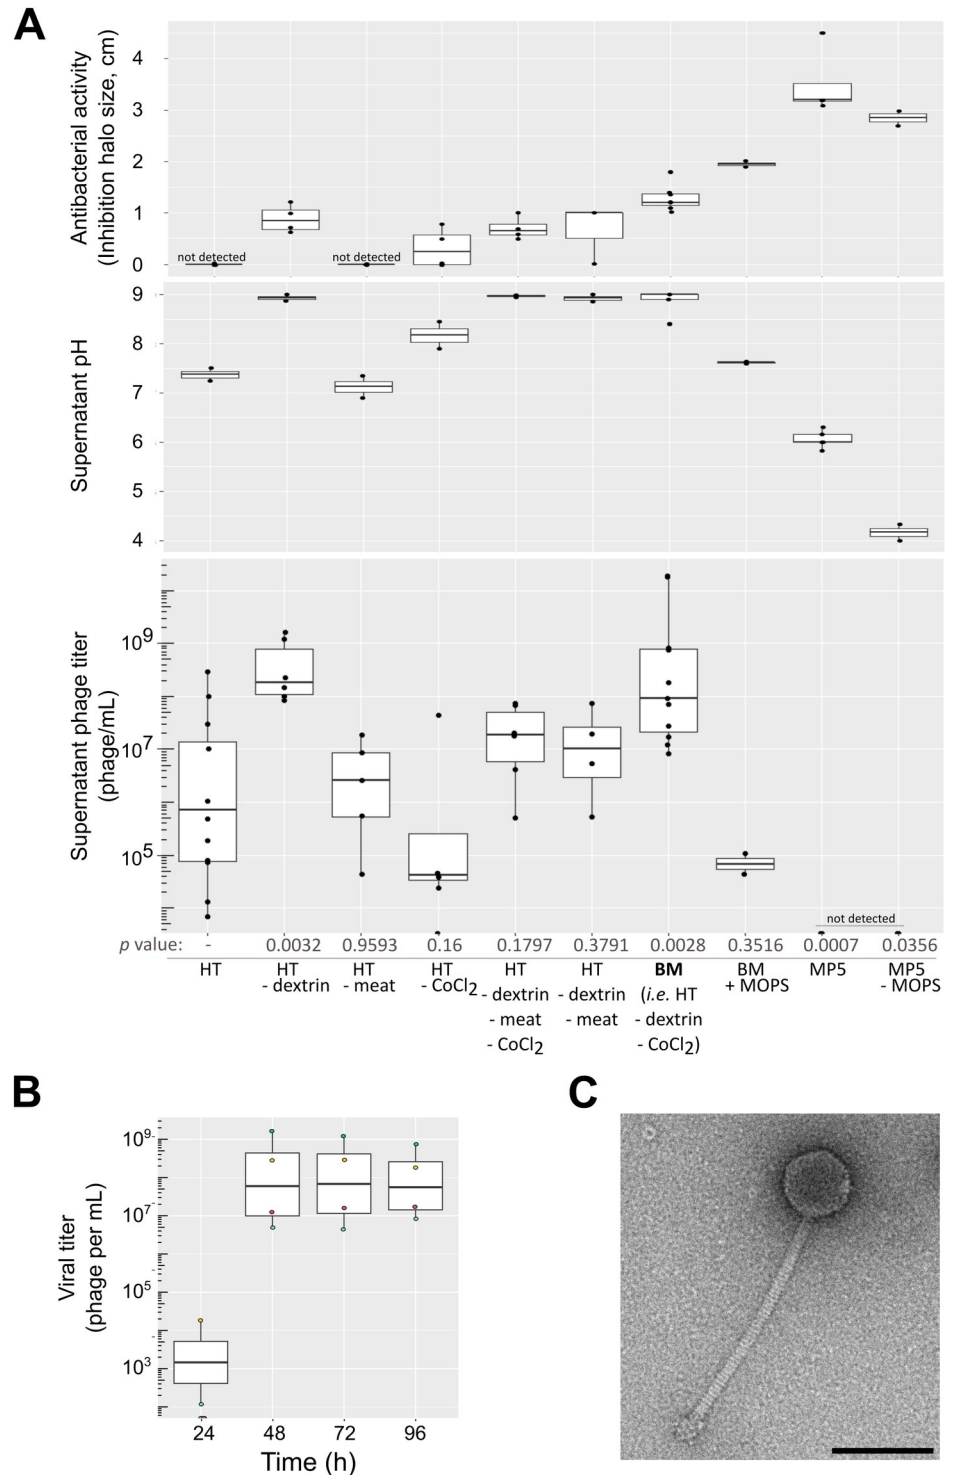 A
Antibacterial activity
(Inhibition halo size, cm)
4
3
2
1
0
not detected
not detected
Supernatant pH
9
8
7
6
5
4
Supernatant phage titer
(phage/mL)
10⁹
10⁷
10⁵
not detected
p value: - 0.0032 0.9593 0.16 0.1797 0.3791 0.0028 0.3516 0.0007 0.0356
HT
HT
- dextrin
HT
- meat
HT
- CoCl₂
HT
- dextrin
- meat
- CoCl₂
HT
- dextrin
- meat
BM
(i.e. HT
- dextrin
- CoCl₂)
BM
+ MOPS
MP5
MP5
- MOPS
B
Viral titer
(phage per mL)
10⁹
10⁷
10⁵
10³
24 48 72 96
Time (h)
C